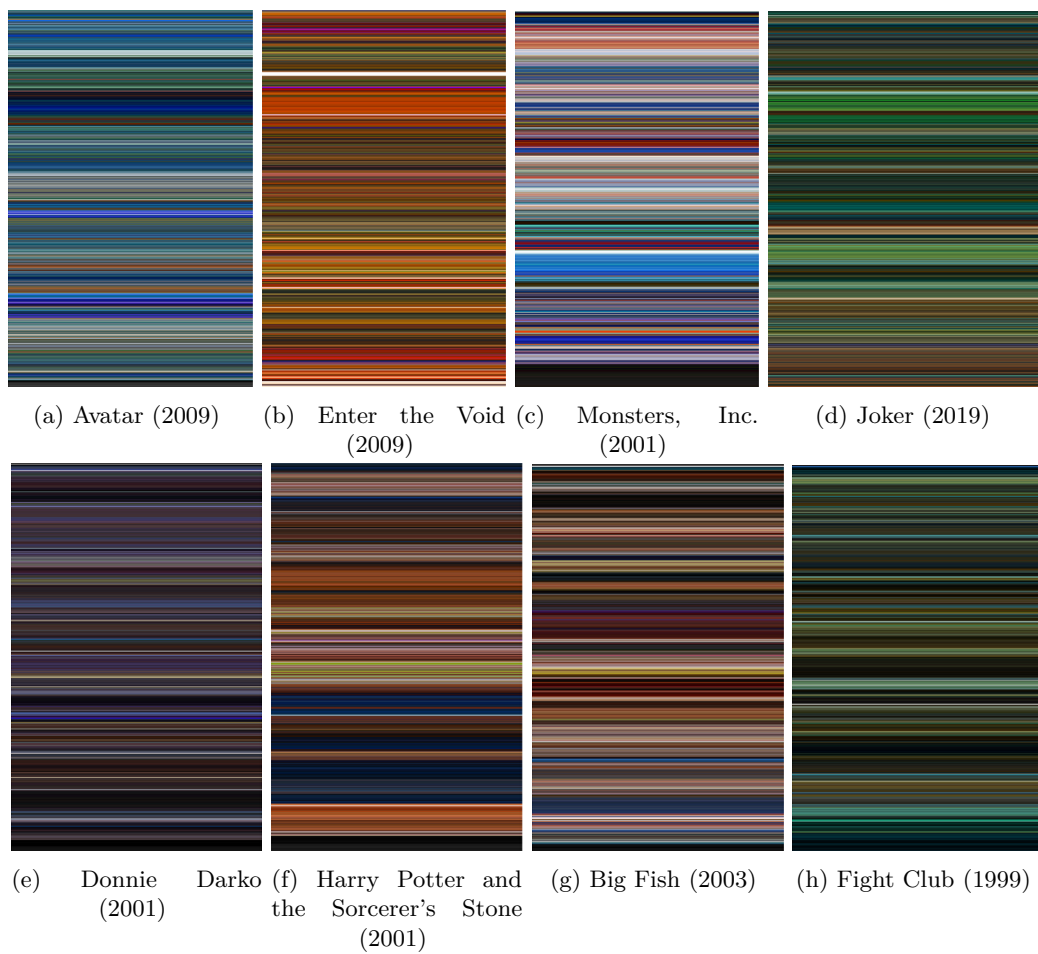 (a) Avatar (2009)
(b) Enter the Void
(2009)
(c) Monsters, Inc.
(2001)
(d) Joker (2019)
(e) Donnie Darko
(2001)
(f) Harry Potter and
the Sorcerer's Stone
(2001)
(g) Big Fish (2003)
(h) Fight Club (1999)